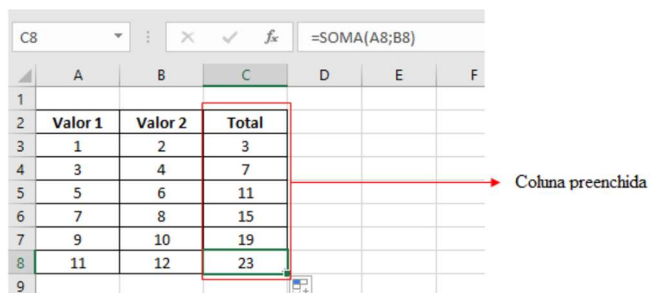 C8 fx =SOMA(A8;B8)
A B C D E F
1
2 Valor 1 Valor 2 Total
3 1 2 3
4 3 4 7
5 5 6 11
6 7 8 15
7 9 10 19
8 11 12 23
9
Coluna preenchida